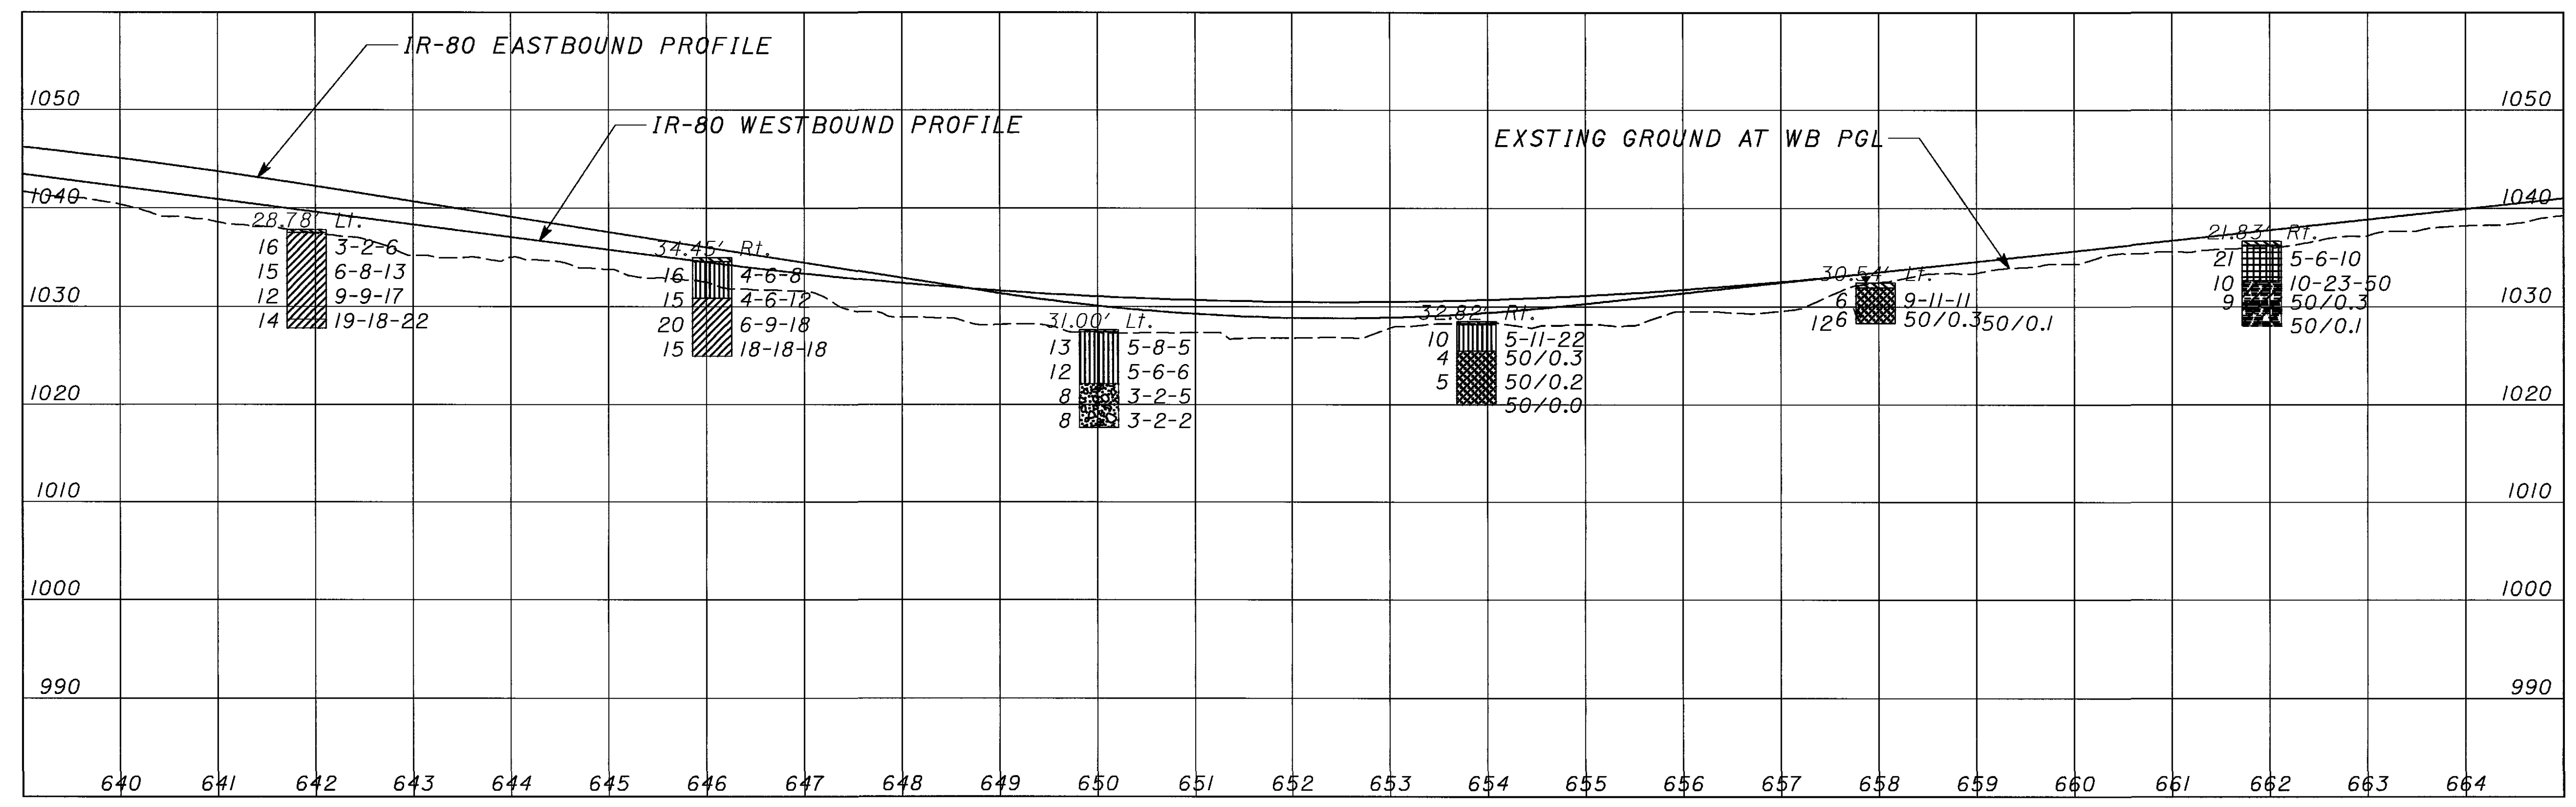 IR-80 EASTBOUND PROFILE
1050 1050
IR-80 WESTBOUND PROFILE
EXSTING GROUND AT WB PGL
1040 1040
28.78' Lt.
16 3-2-6
15 6-8-13
12 9-9-17
14 19-18-22
34.45' Rt.
16 4-6-8
15 4-6-12
20 6-9-18
15 18-18-18
31.00' Lt.
13 5-8-5
12 5-6-6
8 3-2-5
8 3-2-2
32.82' Rt.
10 5-11-22
4 50/0.3
5 50/0.2
50/0.0
30.54' Lt.
6 9-11-11
126 50/0.350/0.1
21.83' Rt.
21 5-6-10
10 10-23-50
9 50/0.3
50/0.1
1030 1030
1020 1020
1010 1010
1000 1000
990 990
640 641 642 643 644 645 646 647 648 649 650 651 652 653 654 655 656 657 658 659 660 661 662 663 664